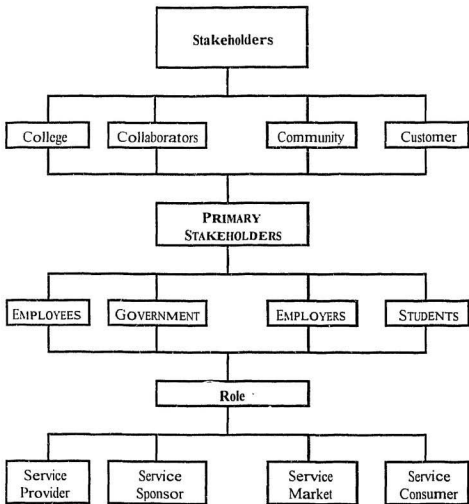 Stakeholders
College
Collaborators
Community
Customer
PRIMARY
STAKEHOLDERS
EMPLOYEES
GOVERNMENT
EMPLOYERS
STUDENTS
Role
Service
Provider
Service
Sponsor
Service
Market
Service
Consumer